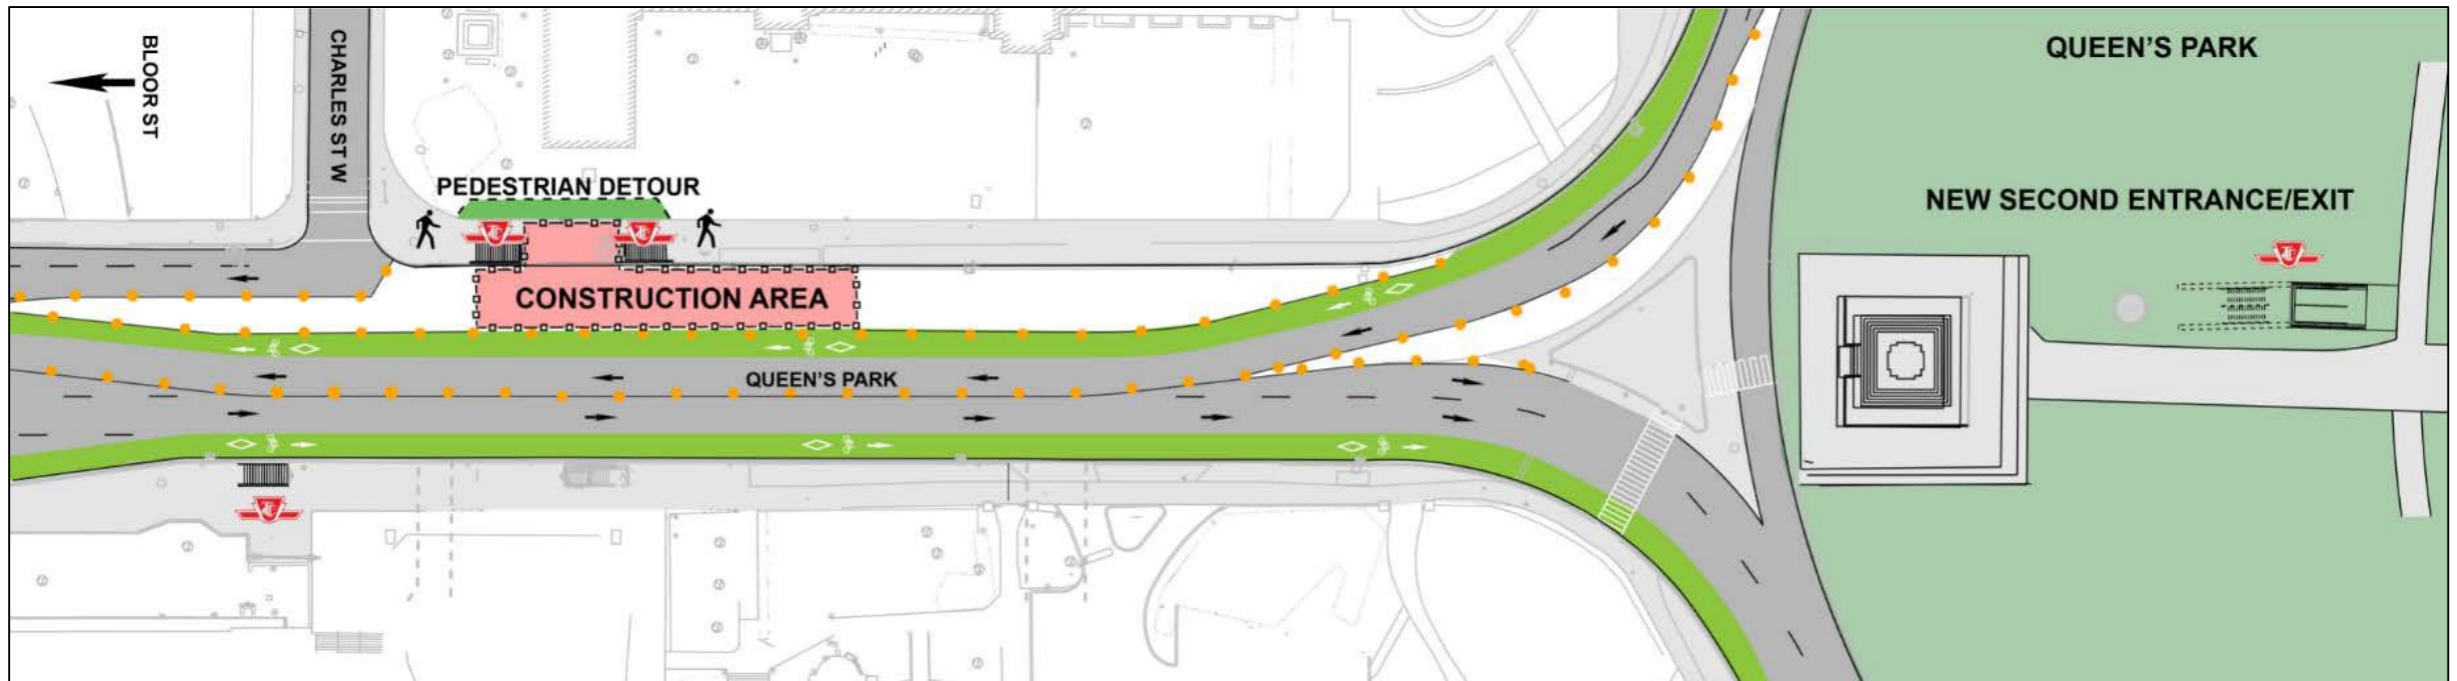 BLOOR ST
CHARLES ST W
QUEEN'S PARK
PEDESTRIAN DETOUR
NEW SECOND ENTRANCE/EXIT
CONSTRUCTION AREA
QUEEN'S PARK